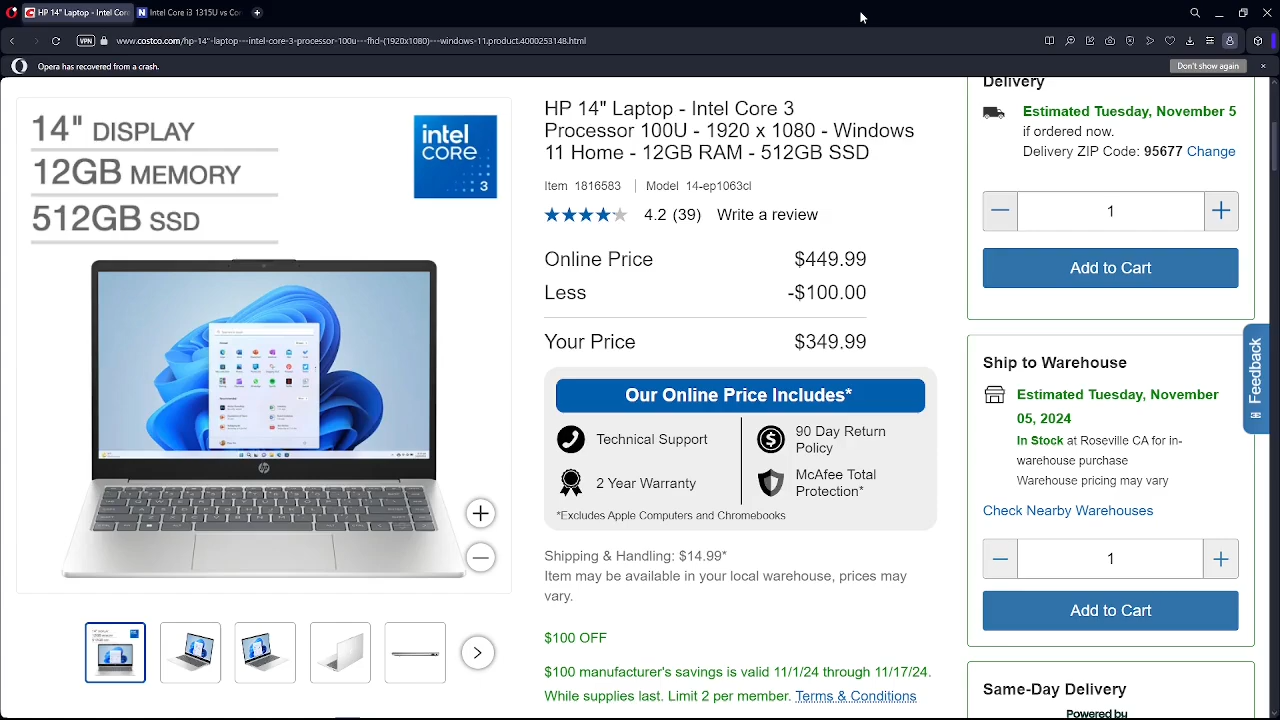 HP 14" Laptop - Intel Core
Intel Core i3 1315U vs Co
VPN
www.costco.com/hp-14"-laptop---intel-core-3-processor-100u---fhd-(1920x1080)---windows-11.product.4000253148.html
Opera has recovered from a crash.
Don't show again
14" DISPLAY
12GB MEMORY
512GB SSD
intel
CORE
3
HP 14" Laptop - Intel Core 3
Processor 100U - 1920 x 1080 - Windows
11 Home - 12GB RAM - 512GB SSD
Item 1816583 | Model 14-ep1063cl
4.2 (39) Write a review
Online Price $449.99
Less -$100.00
Your Price $349.99
Our Online Price Includes*
Technical Support
90 Day Return
Policy
2 Year Warranty
McAfee Total
Protection*
*Excludes Apple Computers and Chromebooks
Shipping & Handling: $14.99*
Item may be available in your local warehouse, prices may
vary.
$100 OFF
$100 manufacturer's savings is valid 11/1/24 through 11/17/24.
While supplies last. Limit 2 per member. Terms & Conditions
Delivery
Estimated Tuesday, November 5
if ordered now.
Delivery ZIP Code: 95677 Change
1
Add to Cart
Ship to Warehouse
Estimated Tuesday, November
05, 2024
In Stock at Roseville CA for in-
warehouse purchase
Warehouse pricing may vary
Check Nearby Warehouses
1
Add to Cart
Same-Day Delivery
Powered by
Feedback